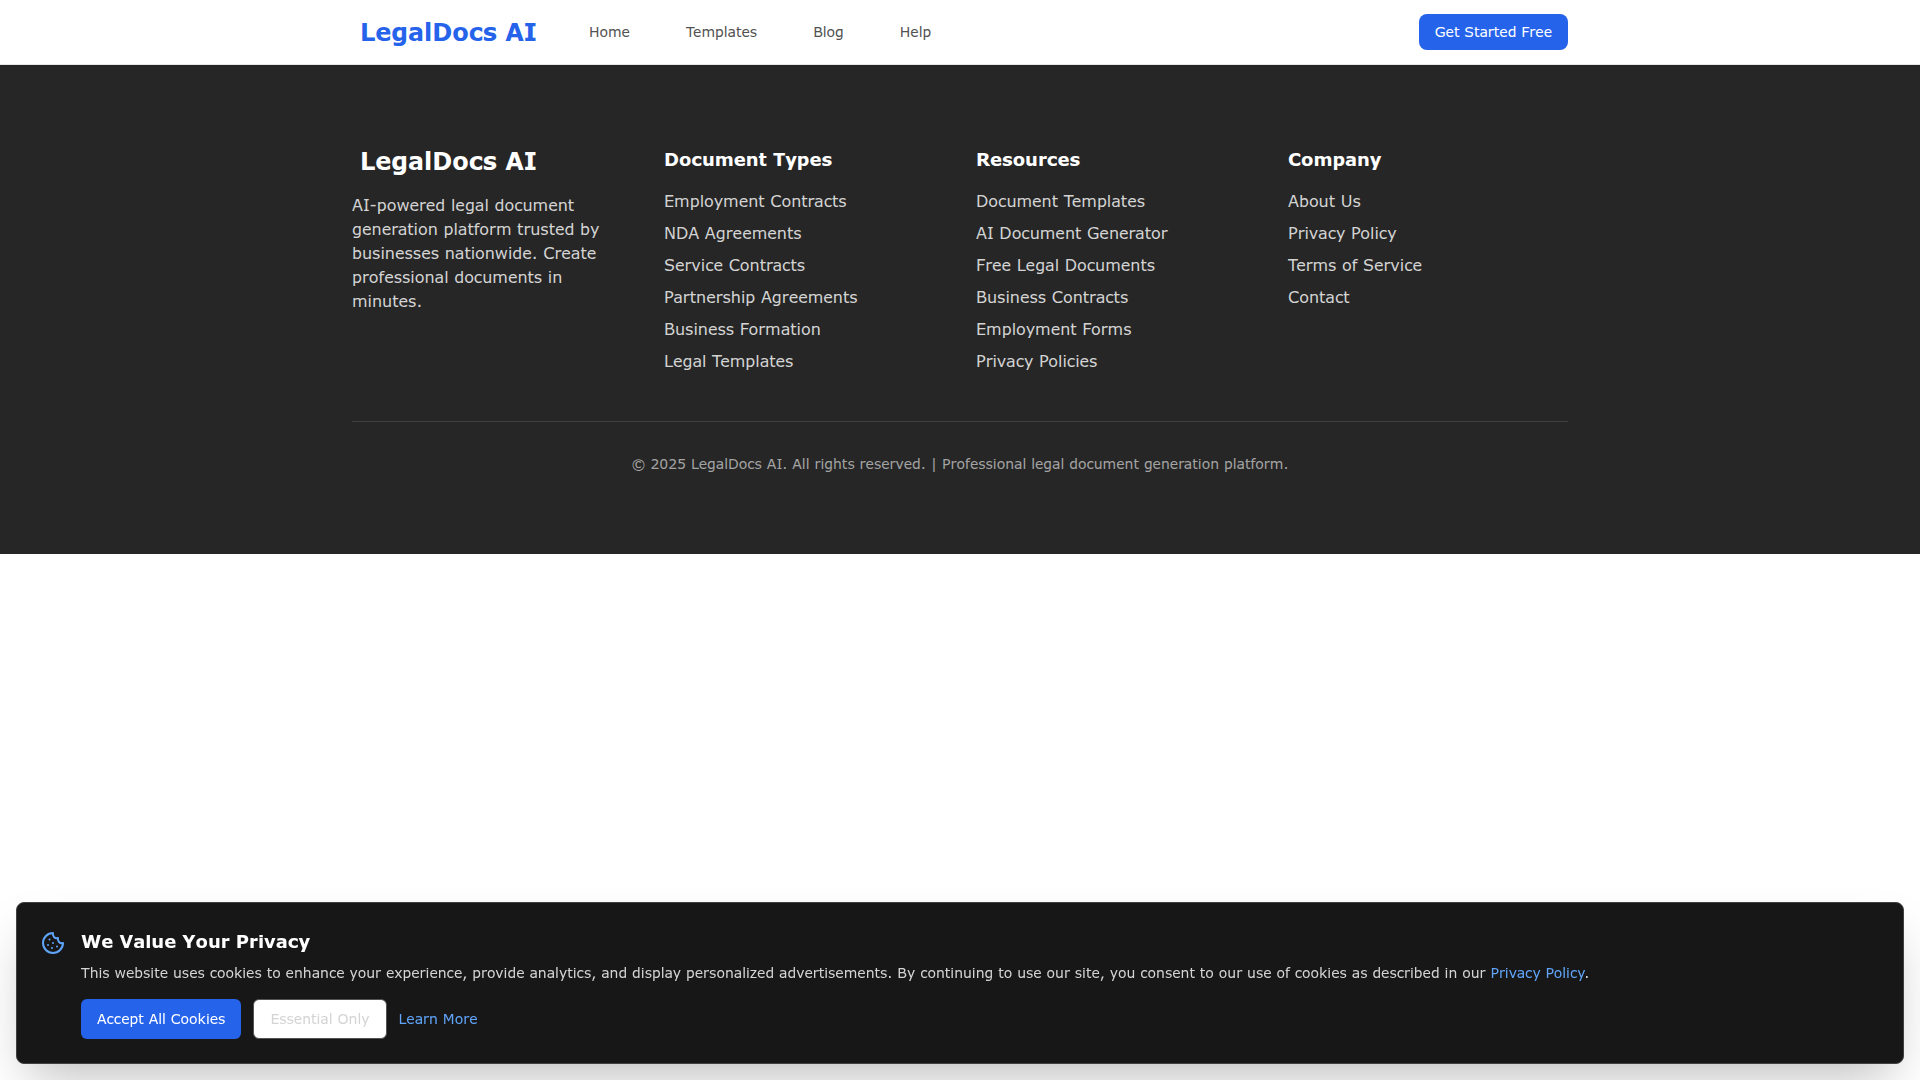 LegalDocs AI
Home
Templates
Blog
Help
Get Started Free
LegalDocs AI
AI-powered legal document
generation platform trusted by
businesses nationwide. Create
professional documents in
minutes.
Document Types
Employment Contracts
NDA Agreements
Service Contracts
Partnership Agreements
Business Formation
Legal Templates
Resources
Document Templates
AI Document Generator
Free Legal Documents
Business Contracts
Employment Forms
Privacy Policies
Company
About Us
Privacy Policy
Terms of Service
Contact
© 2025 LegalDocs AI. All rights reserved. | Professional legal document generation platform.
We Value Your Privacy
This website uses cookies to enhance your experience, provide analytics, and display personalized advertisements. By continuing to use our site, you consent to our use of cookies as described in our Privacy Policy.
Accept All Cookies
Essential Only
Learn More